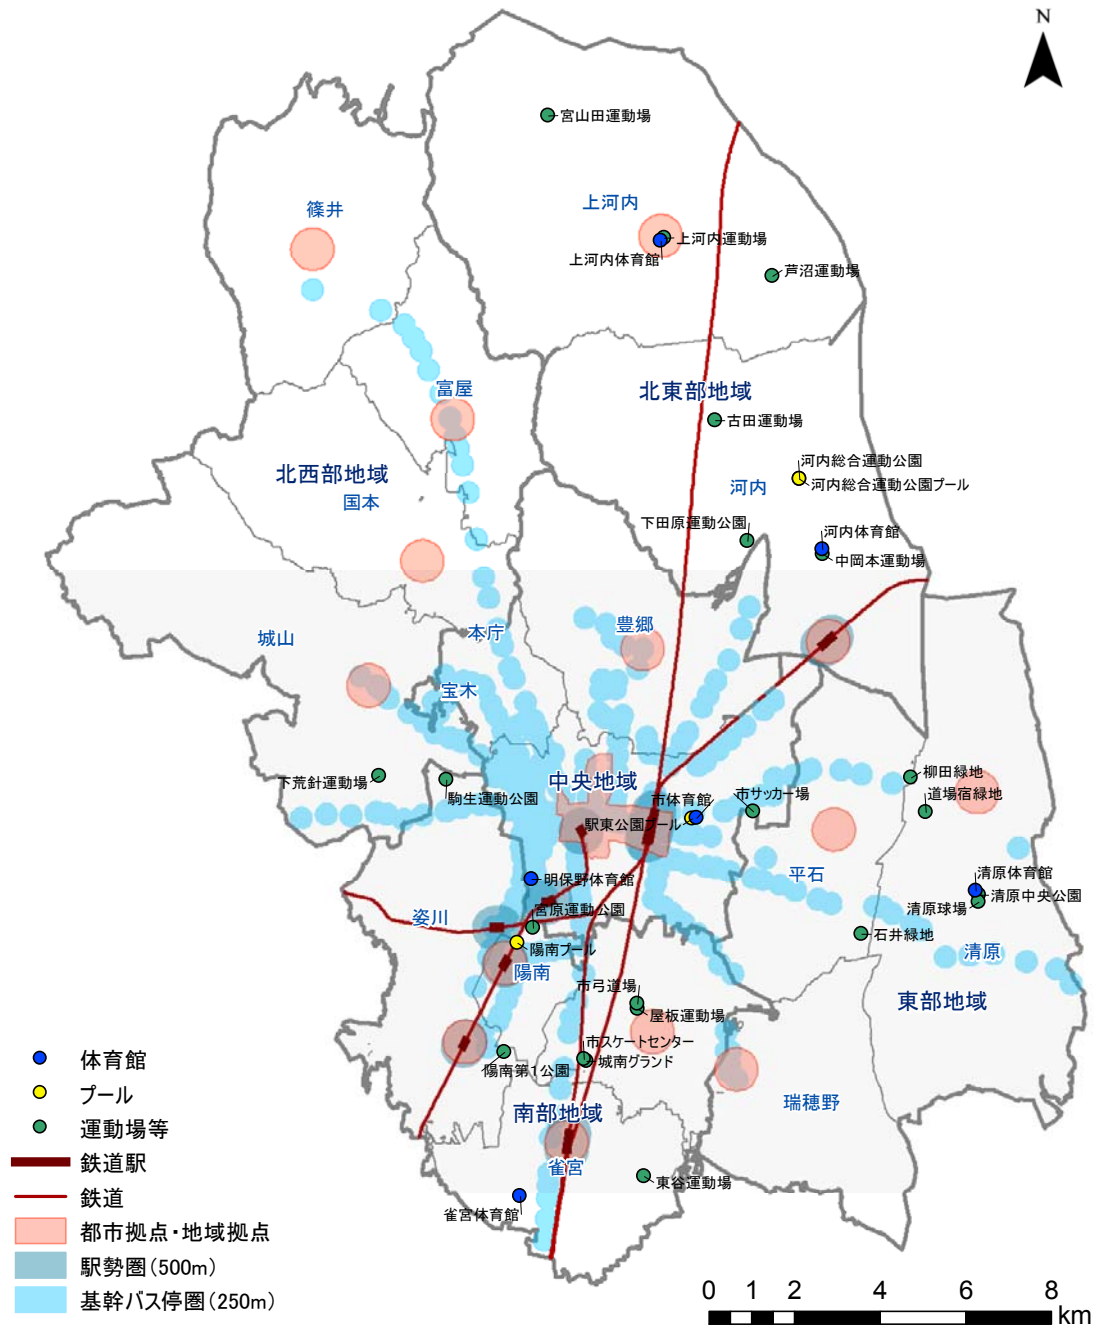 N
宮山田運動場
篠井
上河内
上河内運動場
上河内体育館
芦沼運動場
富屋
北東部地域
古田運動場
北西部地域
国本
河内総合運動公園
河内
河内総合運動公園プール
下田原運動公園
河内体育館
中岡本運動場
城山
本庁
豊郷
宝木
下荒針運動場
駒生運動公園
中央地域
市体育館
市サッカー場
柳田緑地
道場宿緑地
駅東公園プール
平石
明保野体育館
清原体育館
清原中央公園
清原球場
宮原運動公園
姿川
石井緑地
陽南プール
陽南
清原
市弓道場
東部地域
屋板運動場
市スケートセンター
城南グランド
陽南第1公園
南部地域
瑞穂野
雀宮
東谷運動場
雀宮体育館
体育館
プール
運動場等
鉄道駅
鉄道
都市拠点・地域拠点
駅勢圏(500m)
基幹バス停圏(250m)
0 1 2 4 6 8
km